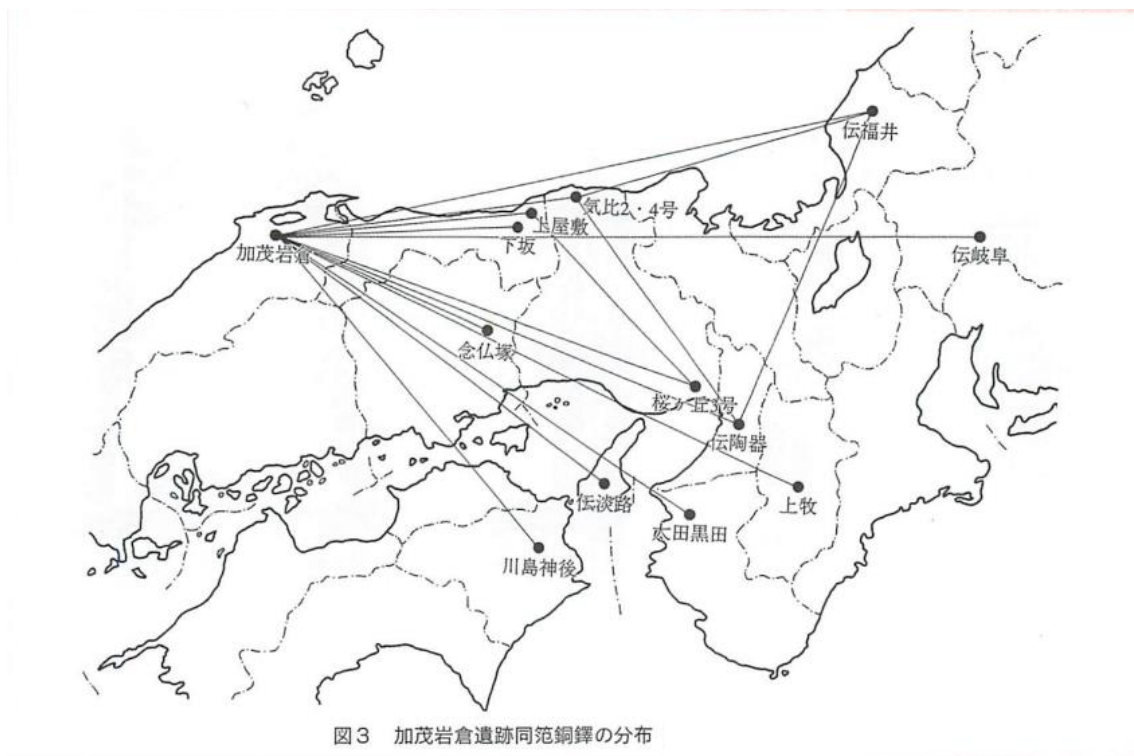 伝福井
気比2・4号
上屋敷
下坂
加茂岩倉
伝岐阜
念仏塚
桜ヶ丘3号
伝陶器
伝淡路
上牧
太田黒田
川島神後
図3 加茂岩倉遺跡同笵銅鐸の分布